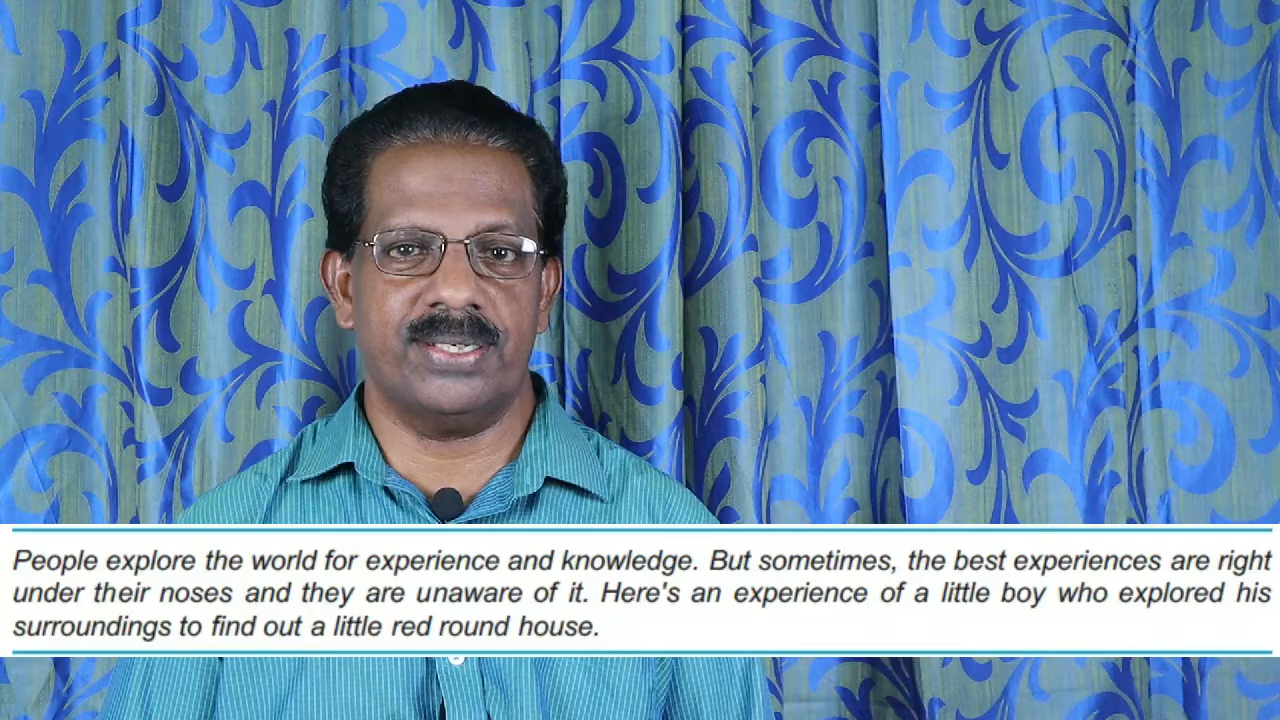 People explore the world for experience and knowledge. But sometimes, the best experiences are right
under their noses and they are unaware of it. Here's an experience of a little boy who explored his
surroundings to find out a little red round house.